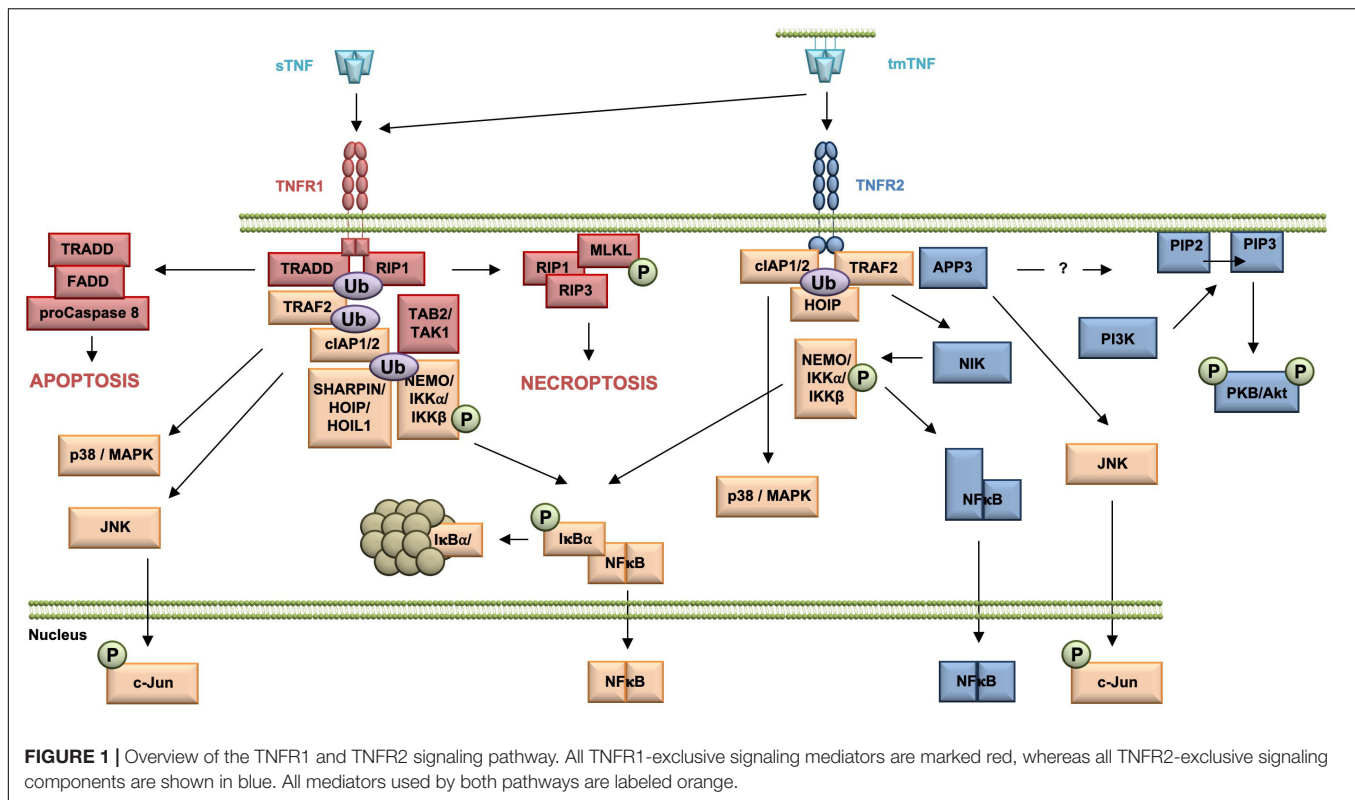 sTNF
tmTNF
TNFR1
TNFR2
TRADD
FADD
proCaspase 8
APOPTOSIS
TRADD
RIP1
Ub
TRAF2
Ub
TAB2/
TAK1
cIAP1/2
Ub
SHARPIN/
HOIP/
HOIL1
NEMO/
IKKα/
IKKβ
P
RIP1
MLKL
P
RIP3
NECROPTOSIS
cIAP1/2
TRAF2
Ub
HOIP
APP3
?
PIP2
PIP3
PI3K
P
P
PKB/Akt
NEMO/
IKKα/
IKKβ
P
NIK
p38 / MAPK
JNK
IκBα/
P
IκBα
NFκB
p38 / MAPK
NFκB
JNK
Nucleus
P
c-Jun
NFκB
NFκB
P
c-Jun
FIGURE 1 | Overview of the TNFR1 and TNFR2 signaling pathway. All TNFR1-exclusive signaling mediators are marked red, whereas all TNFR2-exclusive signaling
components are shown in blue. All mediators used by both pathways are labeled orange.